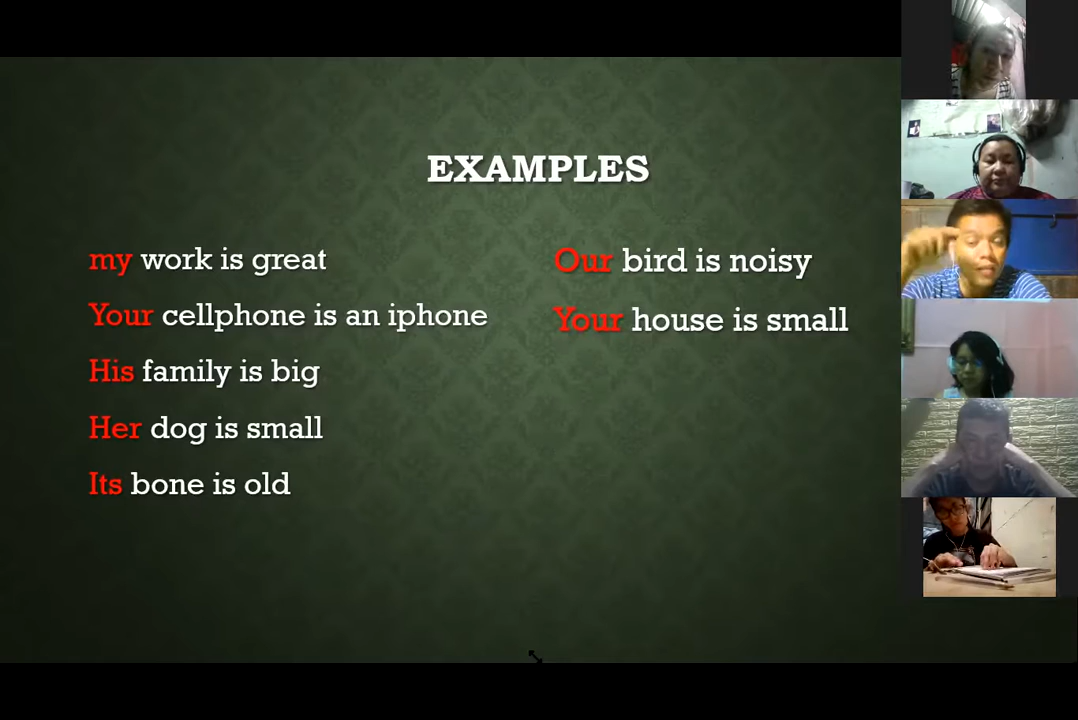 EXAMPLES
my work is great
Your cellphone is an iphone
His family is big
Her dog is small
Its bone is old
Our bird is noisy
Your house is small